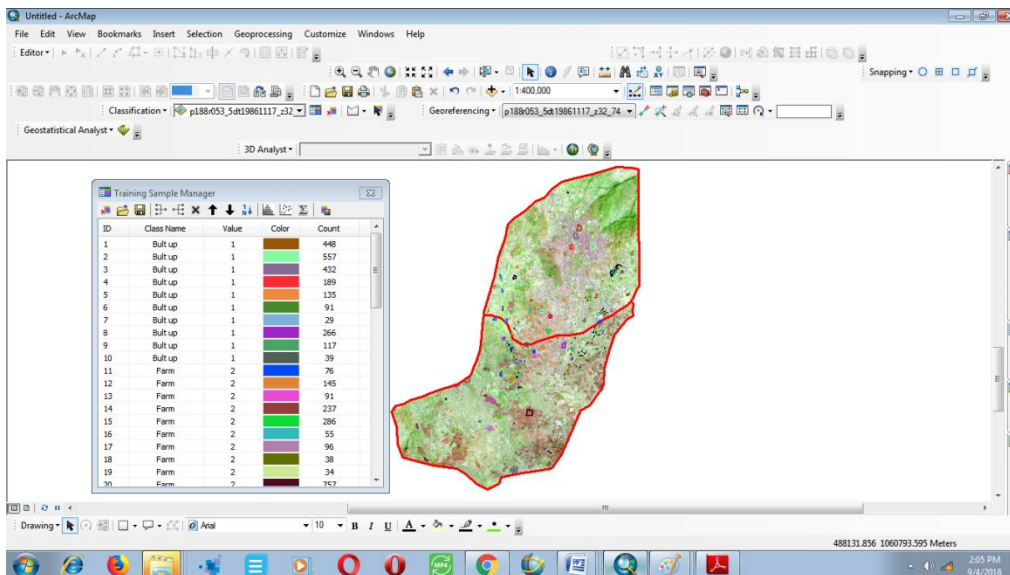 Untitled - ArcMap
File Edit View Bookmarks Insert Selection Geoprocessing Customize Windows Help
Editor
Snapping
100%
1:400,000
Classification p188r053_5dt19861117_z32_ Georeferencing p188r053_5dt19861117_z32_74
Geostatistical Analyst
3D Analyst
Training Sample Manager
ID Class Name Value Color Count
1 Bult up 1 448
2 Bult up 1 557
3 Bult up 1 432
4 Bult up 1 189
5 Bult up 1 135
6 Bult up 1 91
7 Bult up 1 29
8 Bult up 1 266
9 Bult up 1 117
10 Bult up 1 39
11 Farm 2 76
12 Farm 2 145
13 Farm 2 91
14 Farm 2 237
15 Farm 2 286
16 Farm 2 55
17 Farm 2 96
18 Farm 2 38
19 Farm 2 34
20 Farm 2 757
Drawing Arial 10 B I U A
488131.856 1060793.595 Meters
MP4
2:05 PM
9/4/2018